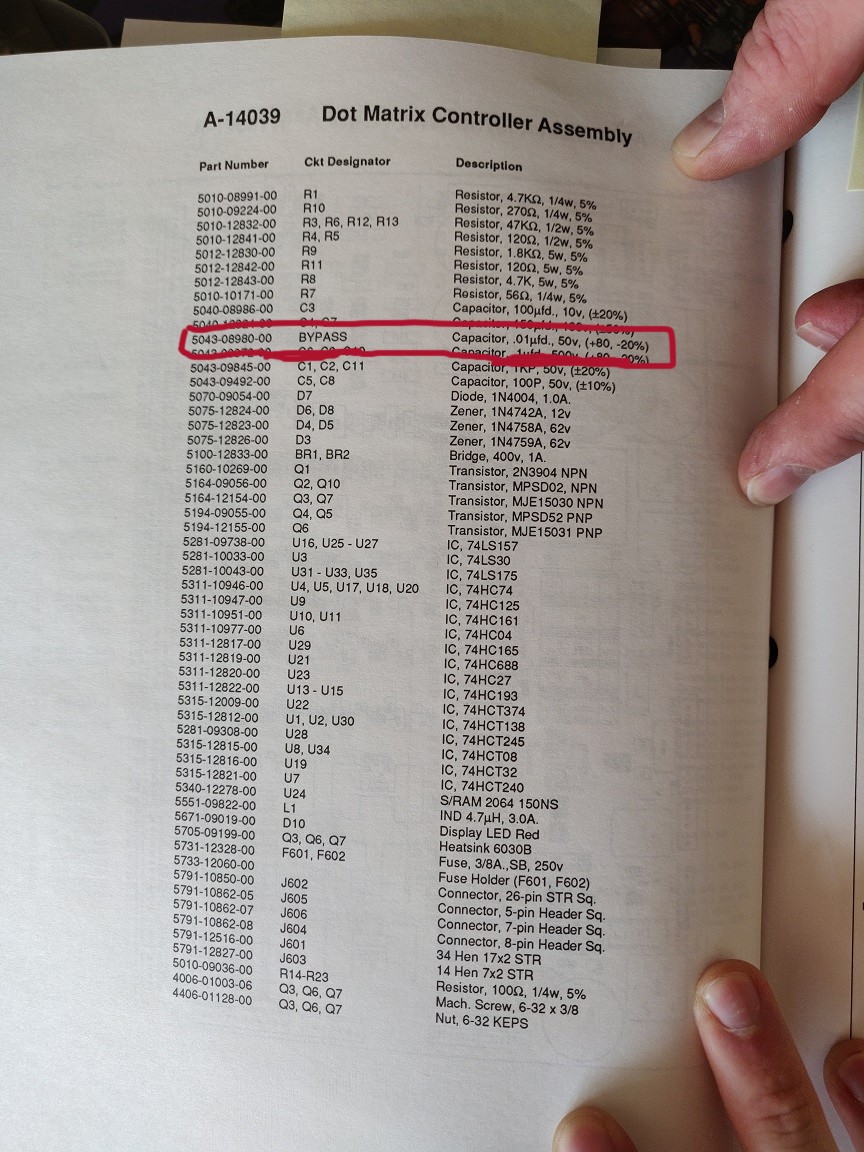 A-14039 Dot Matrix Controller Assembly
Part Number Ckt Designator Description
5010-08991-00 R1 Resistor, 4.7KΩ, 1/4w, 5%
5010-09224-00 R10 Resistor, 270Ω, 1/4w, 5%
5010-12832-00 R3, R6, R12, R13 Resistor, 47KΩ, 1/2w, 5%
5010-12841-00 R4, R5 Resistor, 120Ω, 1/2w, 5%
5012-12830-00 R9 Resistor, 1.8KΩ, 5w, 5%
5012-12842-00 R11 Resistor, 120Ω, 5w, 5%
5012-12843-00 R8 Resistor, 4.7K, 5w, 5%
5010-10171-00 R7 Resistor, 56Ω, 1/4w, 5%
5040-08986-00 C3 Capacitor, 100µfd., 10v, (±20%)
Capacitor, 150µfd.,
5043-08980-00 BYPASS Capacitor, .01µfd., 50v, (+80, -20%)
Capacitor, 500v, (+80, -20%)
5043-09845-00 C1, C2, C11 Capacitor, 1KP, 50v, (±20%)
5043-09492-00 C5, C8 Capacitor, 100P, 50v, (±10%)
5070-09054-00 D7 Diode, 1N4004, 1.0A.
5075-12824-00 D6, D8 Zener, 1N4742A, 12v
5075-12823-00 D4, D5 Zener, 1N4758A, 62v
5075-12826-00 D3 Zener, 1N4759A, 62v
5100-12833-00 BR1, BR2 Bridge, 400v, 1A.
5160-10269-00 Q1 Transistor, 2N3904 NPN
5164-09056-00 Q2, Q10 Transistor, MPSD02, NPN
5164-12154-00 Q3, Q7 Transistor, MJE15030 NPN
5194-09055-00 Q4, Q5 Transistor, MPSD52 PNP
5194-12155-00 Q6 Transistor, MJE15031 PNP
5281-09738-00 U16, U25 - U27 IC, 74LS157
5281-10033-00 U3 IC, 74LS30
5281-10043-00 U31 - U33, U35 IC, 74LS175
5311-10946-00 U4, U5, U17, U18, U20 IC, 74HC74
5311-10947-00 U9 IC, 74HC125
5311-10951-00 U10, U11 IC, 74HC161
5311-10977-00 U6 IC, 74HC04
5311-12817-00 U29 IC, 74HC165
5311-12819-00 U21 IC, 74HC688
5311-12820-00 U23 IC, 74HC27
5311-12822-00 U13 - U15 IC, 74HC193
5315-12009-00 U22 IC, 74HCT374
5315-12812-00 U1, U2, U30 IC, 74HCT138
5281-09308-00 U28 IC, 74HCT245
5315-12815-00 U8, U34 IC, 74HCT08
5315-12816-00 U19 IC, 74HCT32
5315-12821-00 U7 IC, 74HCT240
5340-12278-00 U24 S/RAM 2064 150NS
5551-09822-00 L1 IND 4.7µH, 3.0A.
5671-09019-00 D10 Display LED Red
5705-09199-00 Q3, Q6, Q7 Heatsink 6030B
5731-12328-00 F601, F602 Fuse, 3/8A.,SB, 250v
5733-12060-00 Fuse Holder (F601, F602)
5791-10850-00 J602 Connector, 26-pin STR Sq.
5791-10862-05 J605 Connector, 5-pin Header Sq.
5791-10862-07 J606 Connector, 7-pin Header Sq.
5791-10862-08 J604 Connector, 8-pin Header Sq.
5791-12516-00 J601 34 Hen 17x2 STR
5791-12827-00 J603 14 Hen 7x2 STR
5010-09036-00 R14-R23 Resistor, 100Ω, 1/4w, 5%
4006-01003-06 Q3, Q6, Q7 Mach. Screw, 6-32 x 3/8
4406-01128-00 Q3, Q6, Q7 Nut, 6-32 KEPS